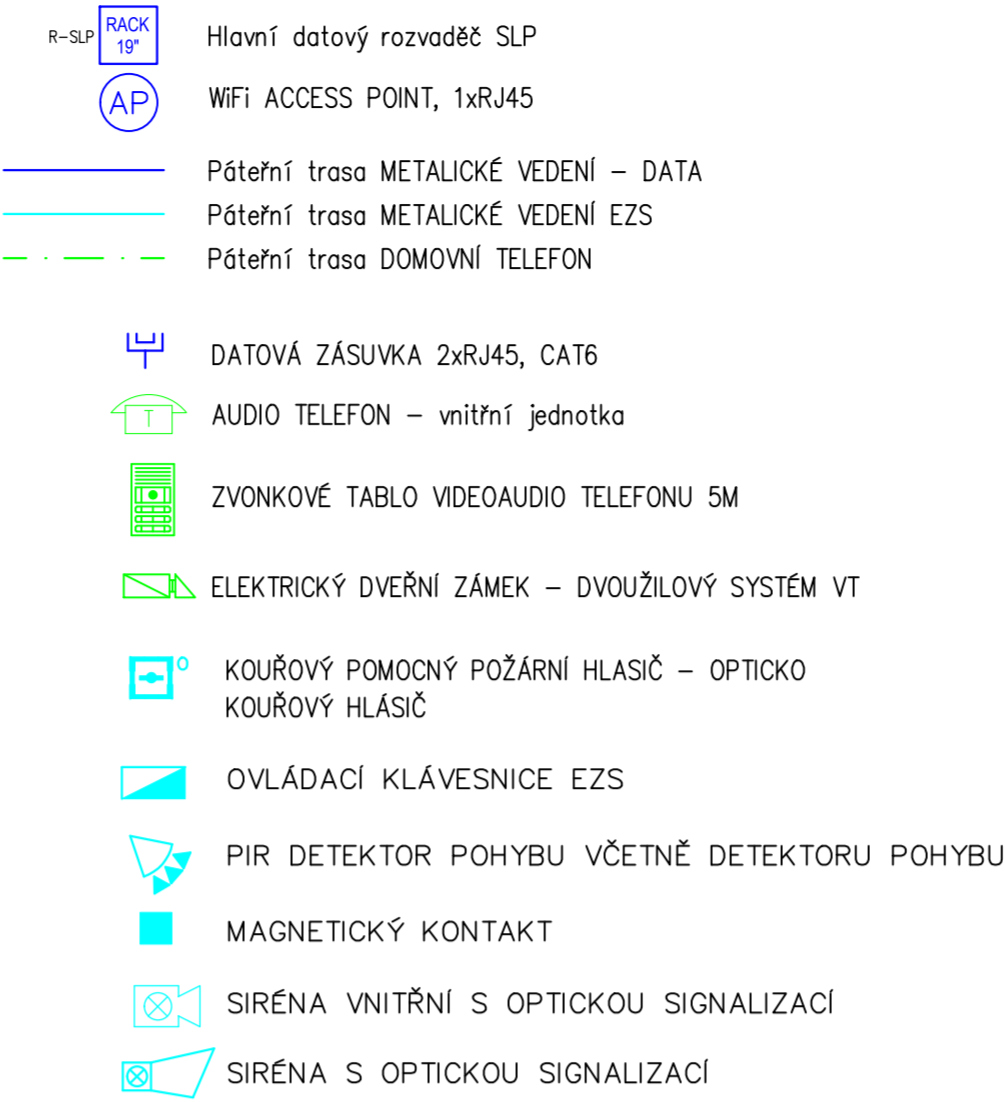 R-SLP RACK Hlavní datový rozvaděč SLP
19"
AP WiFi ACCESS POINT, 1xRJ45
Páteřní trasa METALICKÉ VEDENÍ – DATA
Páteřní trasa METALICKÉ VEDENÍ EZS
Páteřní trasa DOMOVNÍ TELEFON
DATOVÁ ZÁSUVKA 2xRJ45, CAT6
T AUDIO TELEFON – vnitřní jednotka
ZVONKOVÉ TABLO VIDEOAUDIO TELEFONU 5M
ELEKTRICKÝ DVEŘNÍ ZÁMEK – DVOUŽILOVÝ SYSTÉM VT
KOUŘOVÝ POMOCNÝ POŽÁRNÍ HLASIČ – OPTICKO
KOUŘOVÝ HLÁSIČ
OVLÁDACÍ KLÁVESNICE EZS
PIR DETEKTOR POHYBU VČETNĚ DETEKTORU POHYBU
MAGNETICKÝ KONTAKT
SIRÉNA VNITŘNÍ S OPTICKOU SIGNALIZACÍ
SIRÉNA S OPTICKOU SIGNALIZACÍ